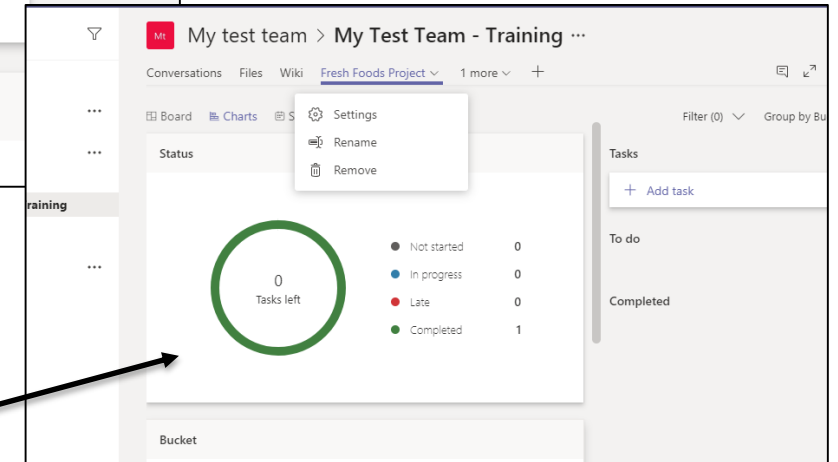 Mt My test team > My Test Team - Training ...
Conversations Files Wiki Fresh Foods Project 1 more +
Board Charts S Filter (0) Group by Bu
Settings
Rename
Remove
Status
Tasks
+ Add task
raining
To do
Not started 0
In progress 0
Late 0
Completed 1
0
Tasks left
Completed
Bucket